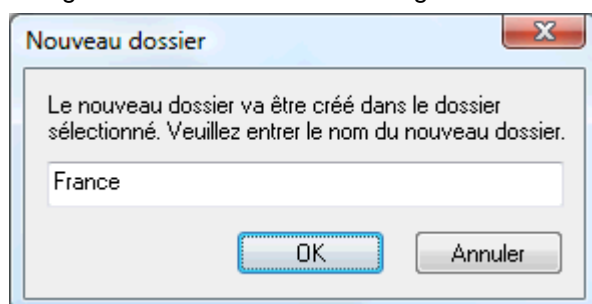 Nouveau dossier
Le nouveau dossier va être créé dans le dossier
sélectionné. Veuillez entrer le nom du nouveau dossier.
France
OK
Annuler